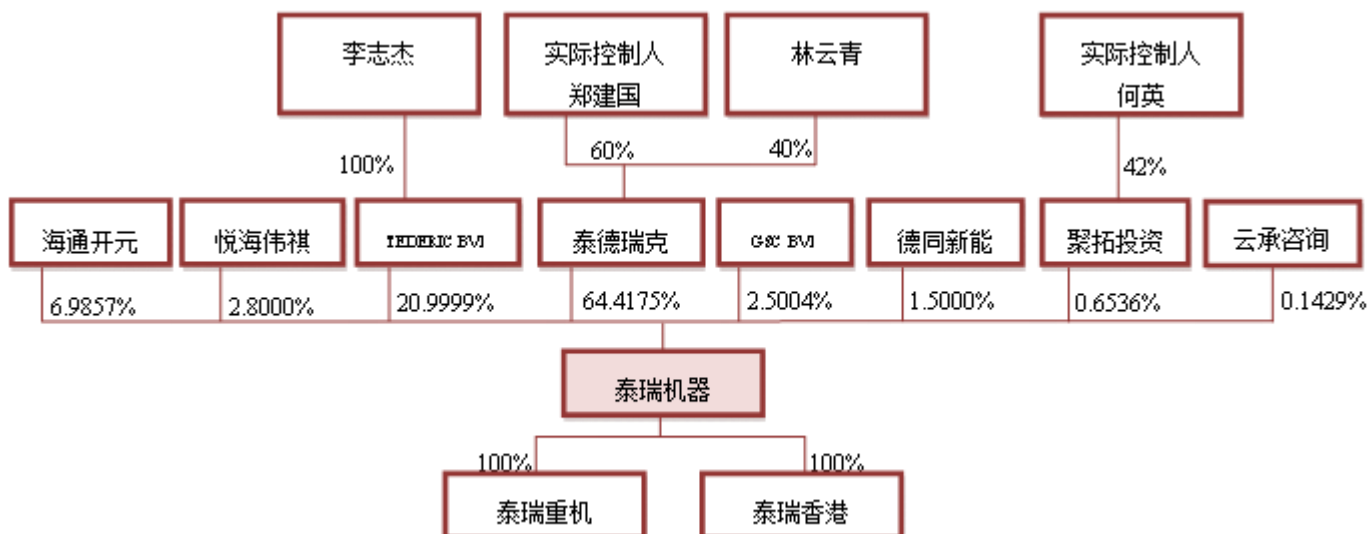 李志杰
实际控制人
郑建国
林云青
实际控制人
何英
100%
60%
40%
42%
海通开元
悦海伟祺
TEDERIC BVI
泰德瑞克
GSC BVI
德同新能
聚拓投资
云承咨询
6.9857%
2.8000%
20.9999%
64.4175%
2.5004%
1.5000%
0.6536%
0.1429%
泰瑞机器
100%
100%
泰瑞重机
泰瑞香港